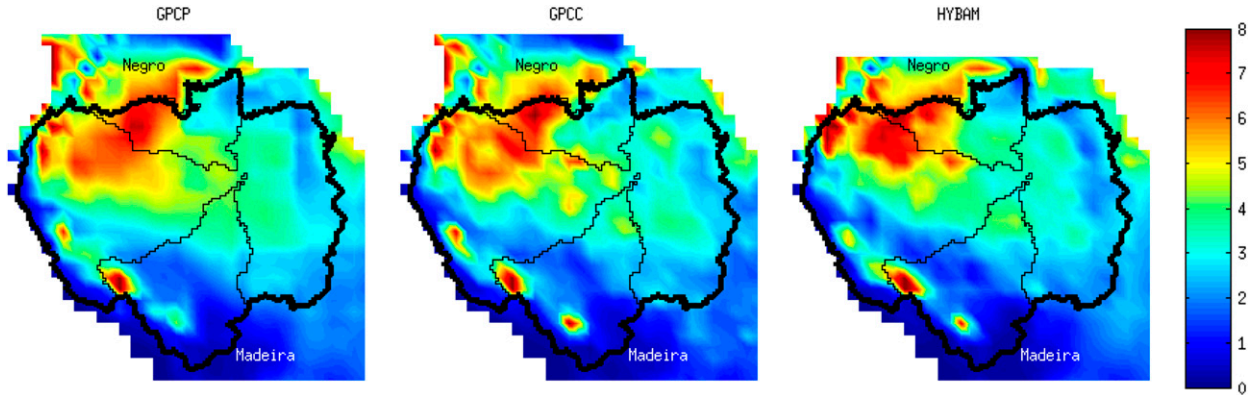 GPCP
GPCC
HYBAM
Negro
Negro
Negro
Madeira
Madeira
Madeira
8
7
6
5
4
3
2
1
0